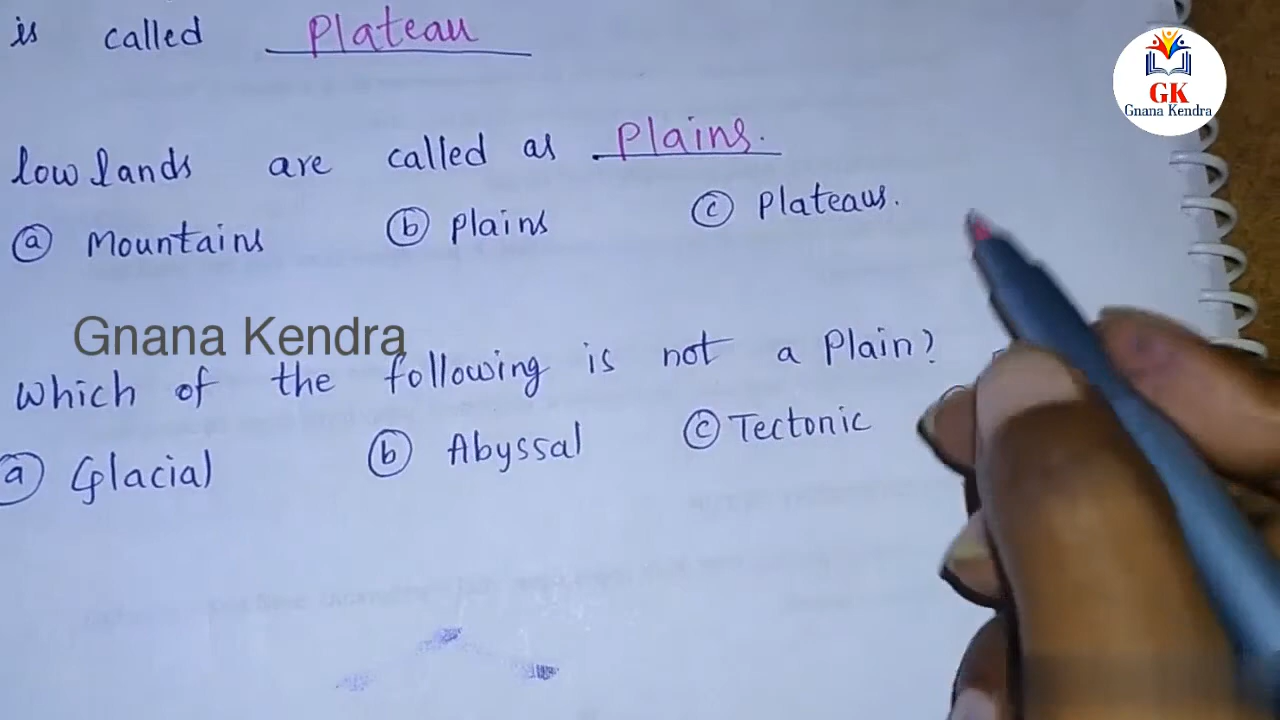 is called Plateau
GK
Gnana Kendra
low lands are called as Plains.
ⓐ Mountains ⓑ Plains ⓒ Plateaus.
Gnana Kendra
which of the following is not a Plain?
ⓐ Glacial ⓑ Abyssal ⓒ Tectonic